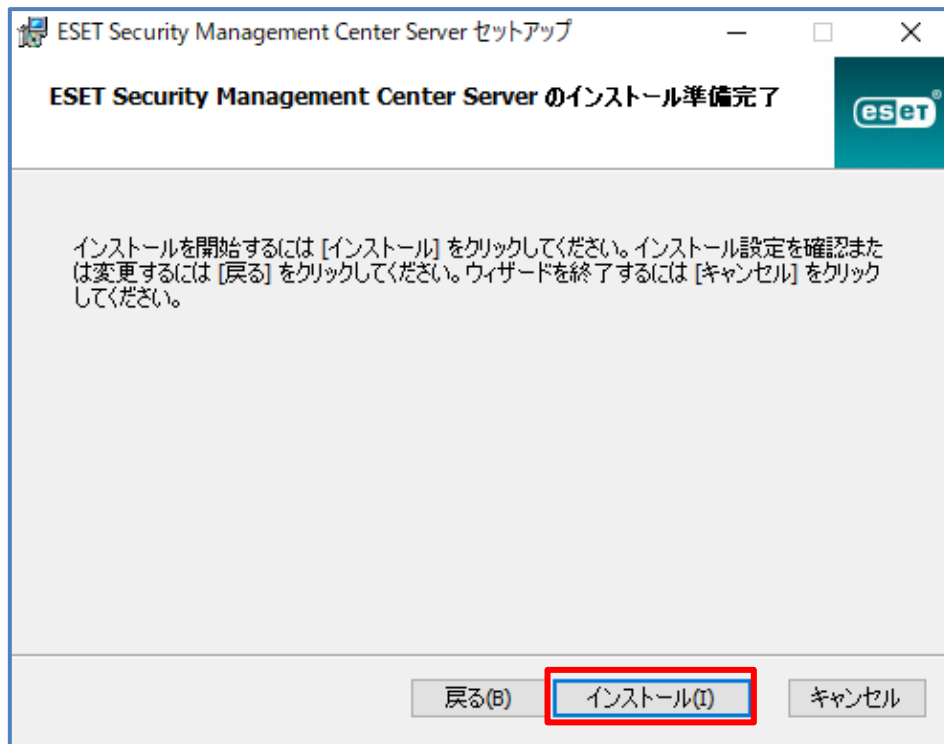 ESET Security Management Center Server セットアップ
ESET Security Management Center Server のインストール準備完了
eset®
インストールを開始するには [インストール] をクリックしてください。インストール設定を確認また
は変更するには [戻る] をクリックしてください。ウィザードを終了するには [キャンセル] をクリック
してください。
戻る(B) インストール(I) キャンセル